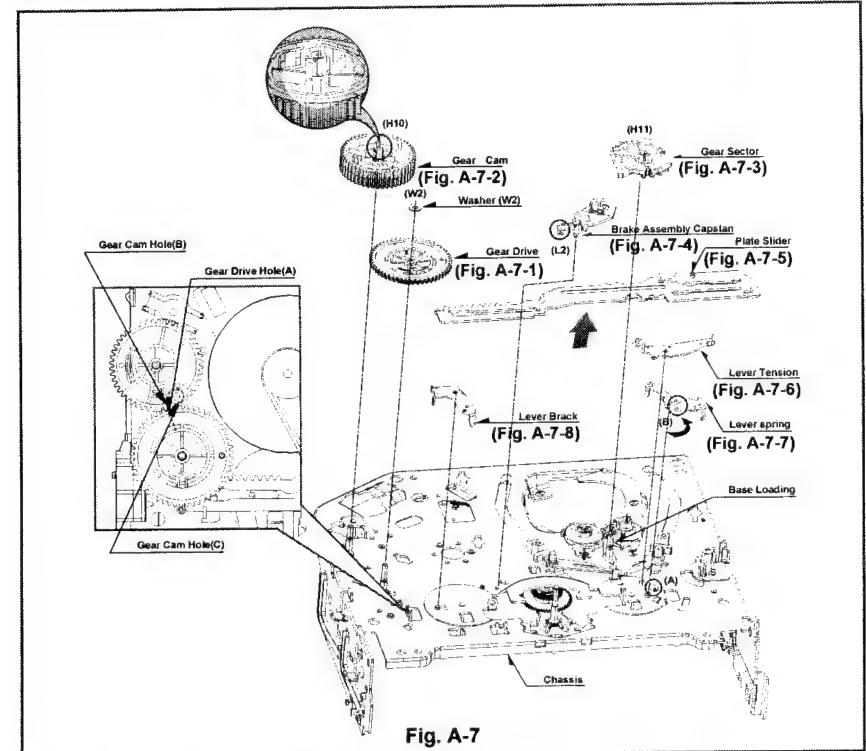 (H10)
Gear Cam
(Fig. A-7-2)
(W2)
Washer (W2)
Gear Drive
(Fig. A-7-1)
(H11)
Gear Sector
(Fig. A-7-3)
Brake Assembly Capstan
(L2)
(Fig. A-7-4)
Plate Slider
(Fig. A-7-5)
Gear Cam Hole(B)
Gear Drive Hole(A)
Gear Cam Hole(C)
Lever Tension
(Fig. A-7-6)
Lever Brack
(Fig. A-7-8)
(B)
Lever spring
(Fig. A-7-7)
Base Loading
(A)
Chassis
Fig. A-7